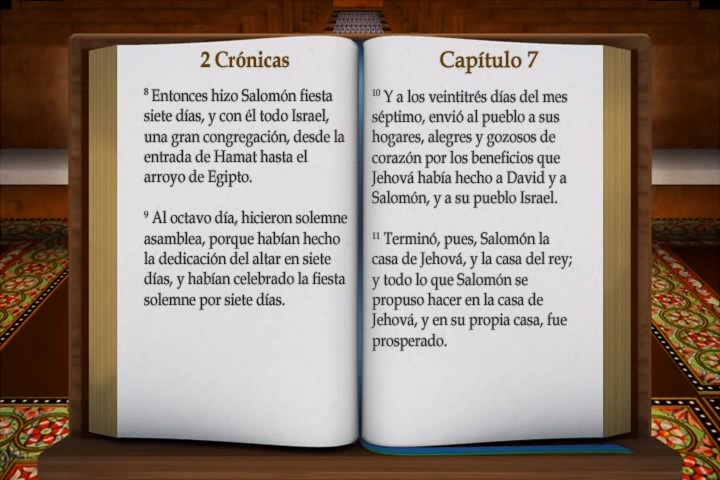 2 Crónicas
8 Entonces hizo Salomón fiesta
siete días, y con él todo Israel,
una gran congregación, desde la
entrada de Hamat hasta el
arroyo de Egipto.
9 Al octavo día, hicieron solemne
asamblea, porque habían hecho
la dedicación del altar en siete
días, y habían celebrado la fiesta
solemne por siete días.
Capítulo 7
10 Y a los veintitrés días del mes
séptimo, envió al pueblo a sus
hogares, alegres y gozosos de
corazón por los beneficios que
Jehová había hecho a David y a
Salomón, y a su pueblo Israel.
11 Terminó, pues, Salomón la
casa de Jehová, y la casa del rey;
y todo lo que Salomón se
propuso hacer en la casa de
Jehová, y en su propia casa, fue
prosperado.